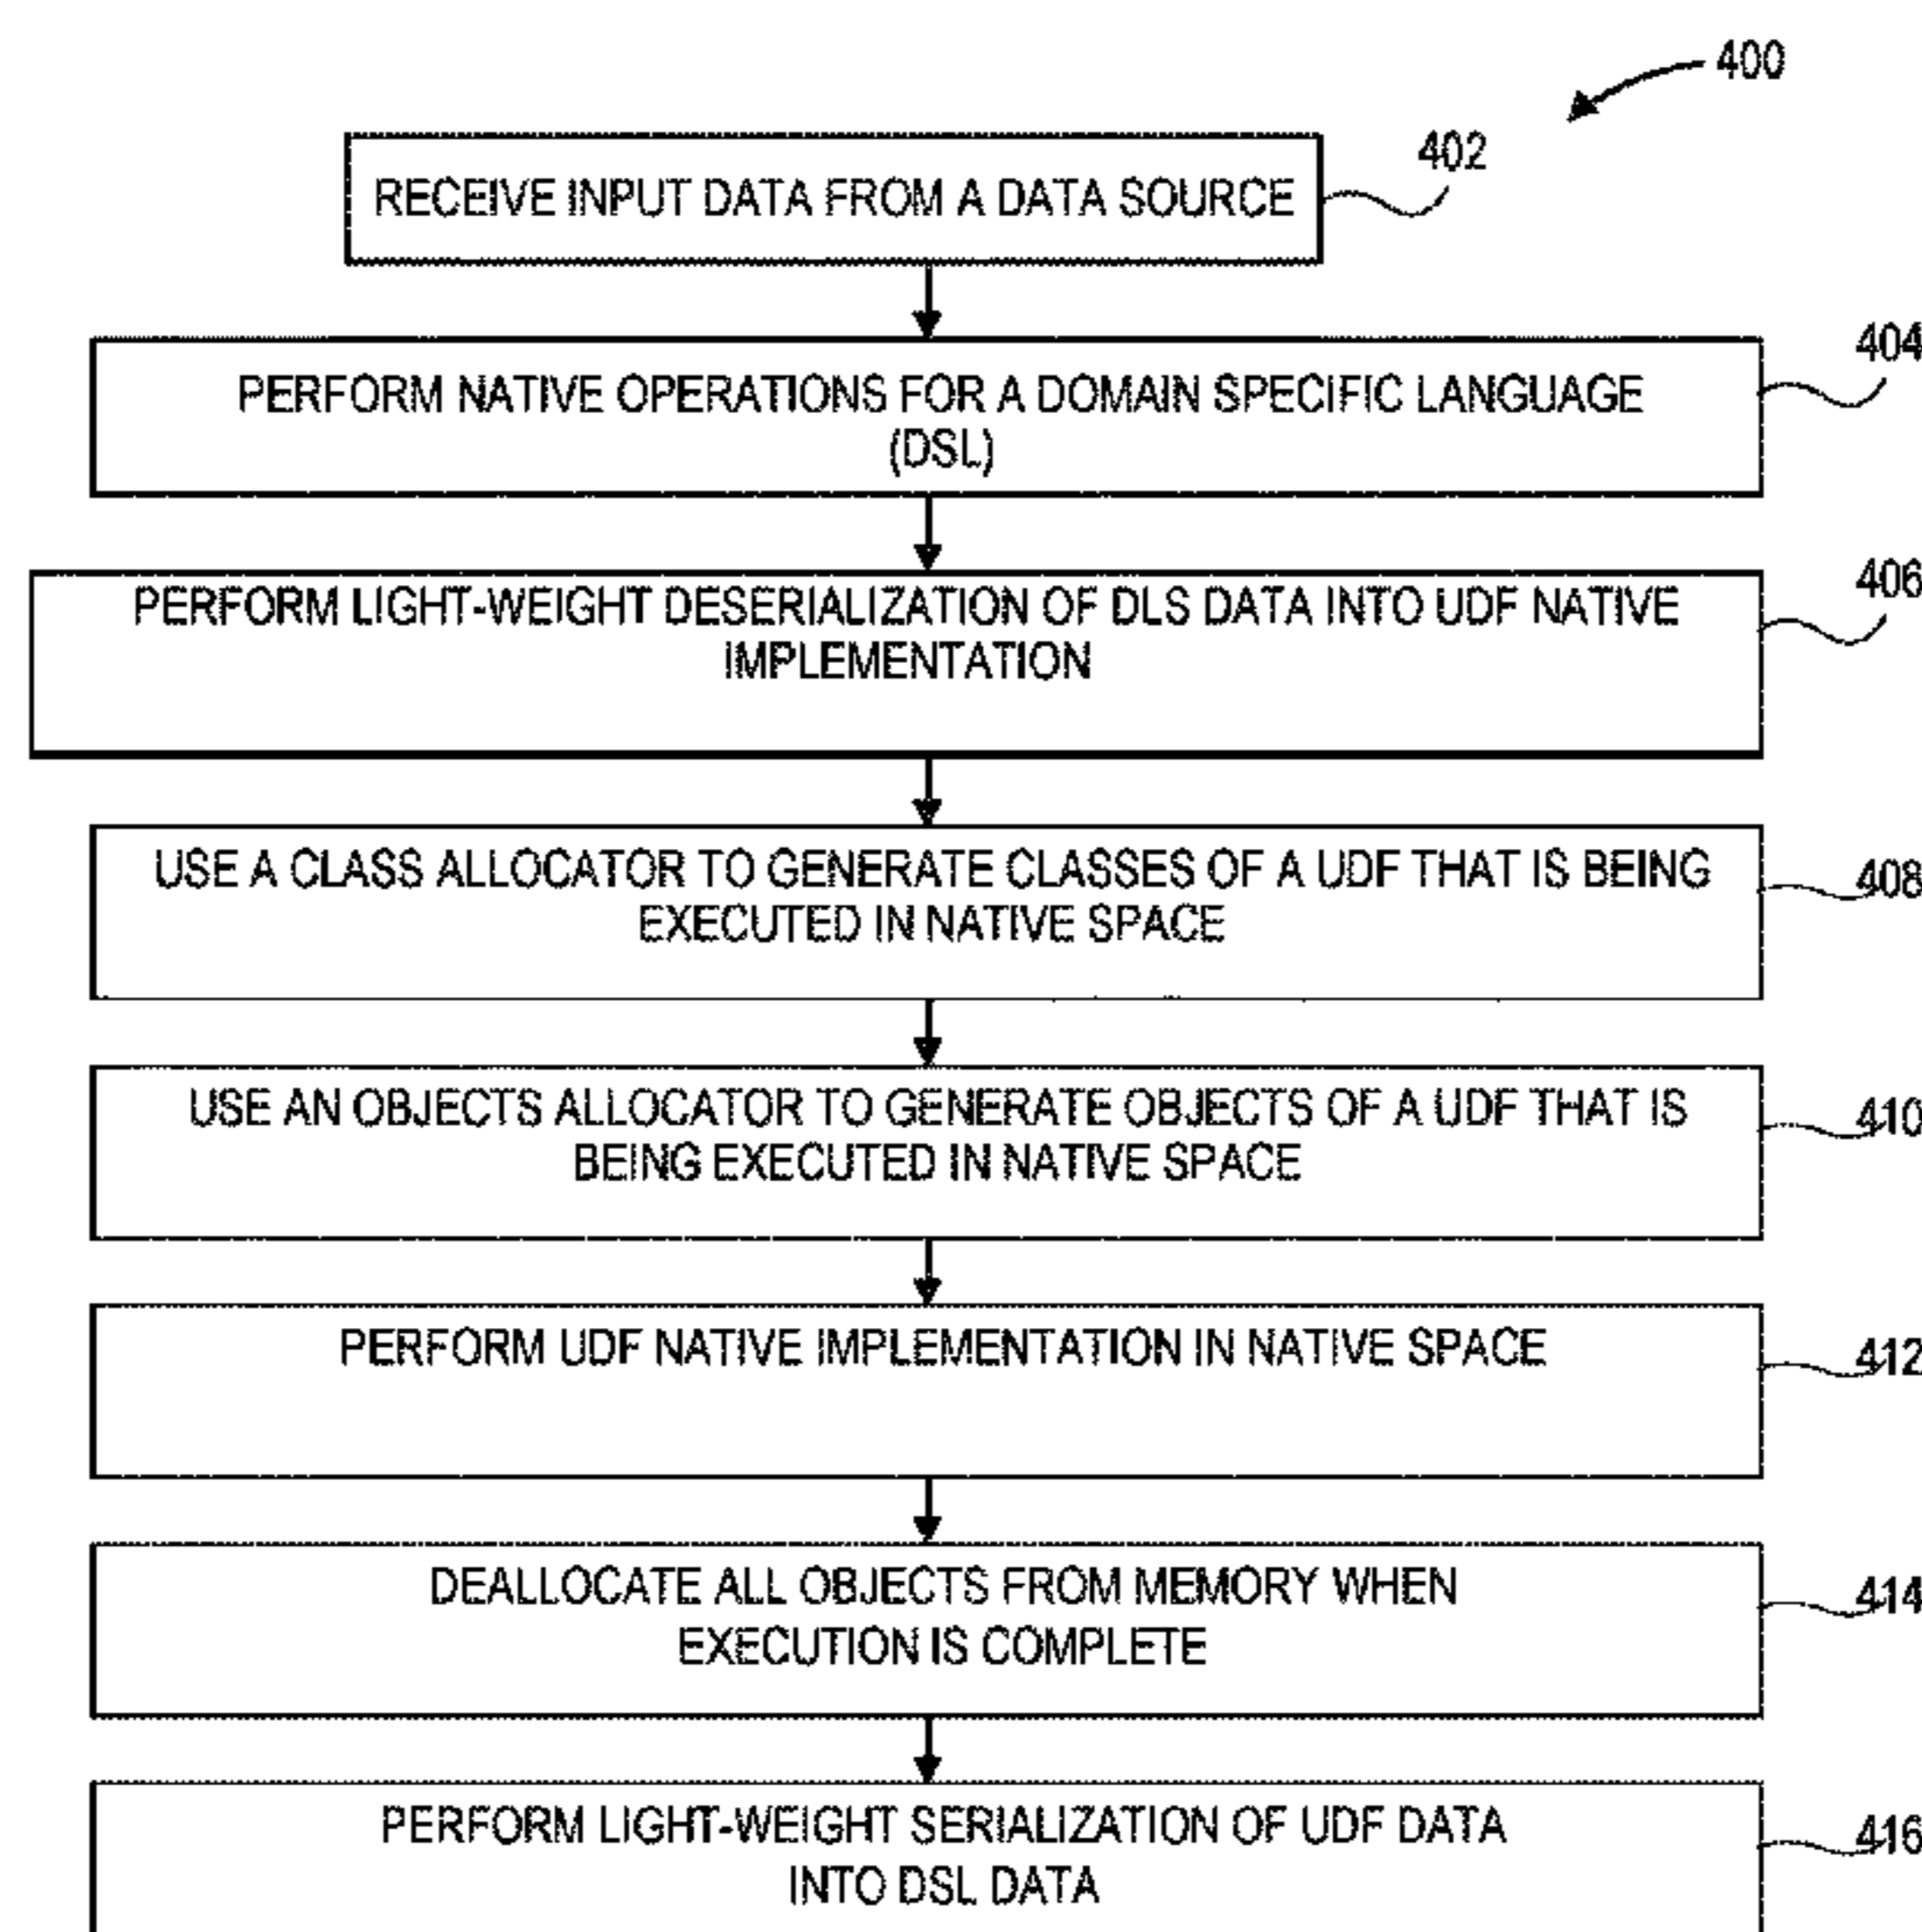 400
402
RECEIVE INPUT DATA FROM A DATA SOURCE
404
PERFORM NATIVE OPERATIONS FOR A DOMAIN SPECIFIC LANGUAGE
(DSL)
406
PERFORM LIGHT-WEIGHT DESERIALIZATION OF DLS DATA INTO UDF NATIVE
IMPLEMENTATION
408
USE A CLASS ALLOCATOR TO GENERATE CLASSES OF A UDF THAT IS BEING
EXECUTED IN NATIVE SPACE
410
USE AN OBJECTS ALLOCATOR TO GENERATE OBJECTS OF A UDF THAT IS
BEING EXECUTED IN NATIVE SPACE
412
PERFORM UDF NATIVE IMPLEMENTATION IN NATIVE SPACE
414
DEALLOCATE ALL OBJECTS FROM MEMORY WHEN
EXECUTION IS COMPLETE
416
PERFORM LIGHT-WEIGHT SERIALIZATION OF UDF DATA
INTO DSL DATA